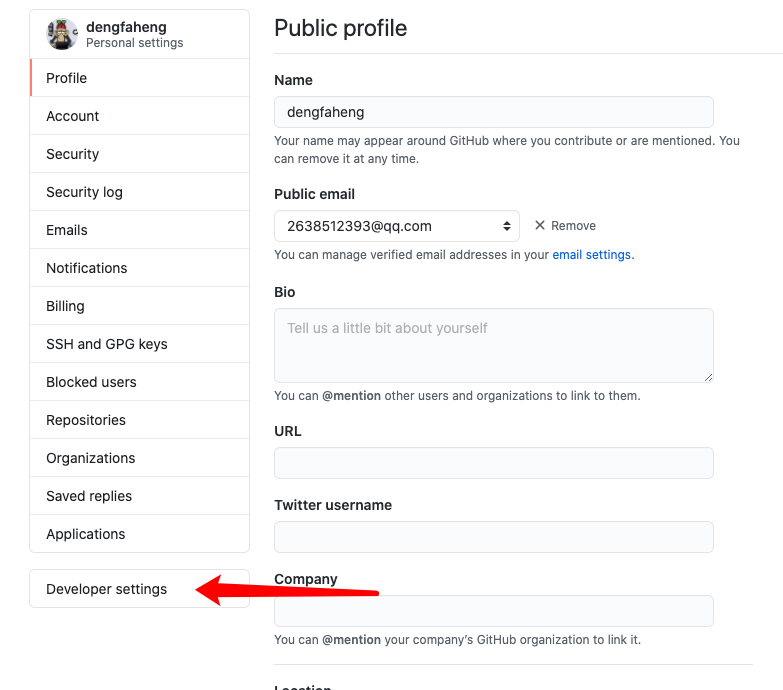 dengfaheng
Personal settings
Profile
Account
Security
Security log
Emails
Notifications
Billing
SSH and GPG keys
Blocked users
Repositories
Organizations
Saved replies
Applications
Developer settings
Public profile
Name
dengfaheng
Your name may appear around GitHub where you contribute or are mentioned. You
can remove it at any time.
Public email
2638512393@qq.com
Remove
You can manage verified email addresses in your email settings.
Bio
Tell us a little bit about yourself
You can @mention other users and organizations to link to them.
URL
Twitter username
Company
You can @mention your company's GitHub organization to link it.
Location